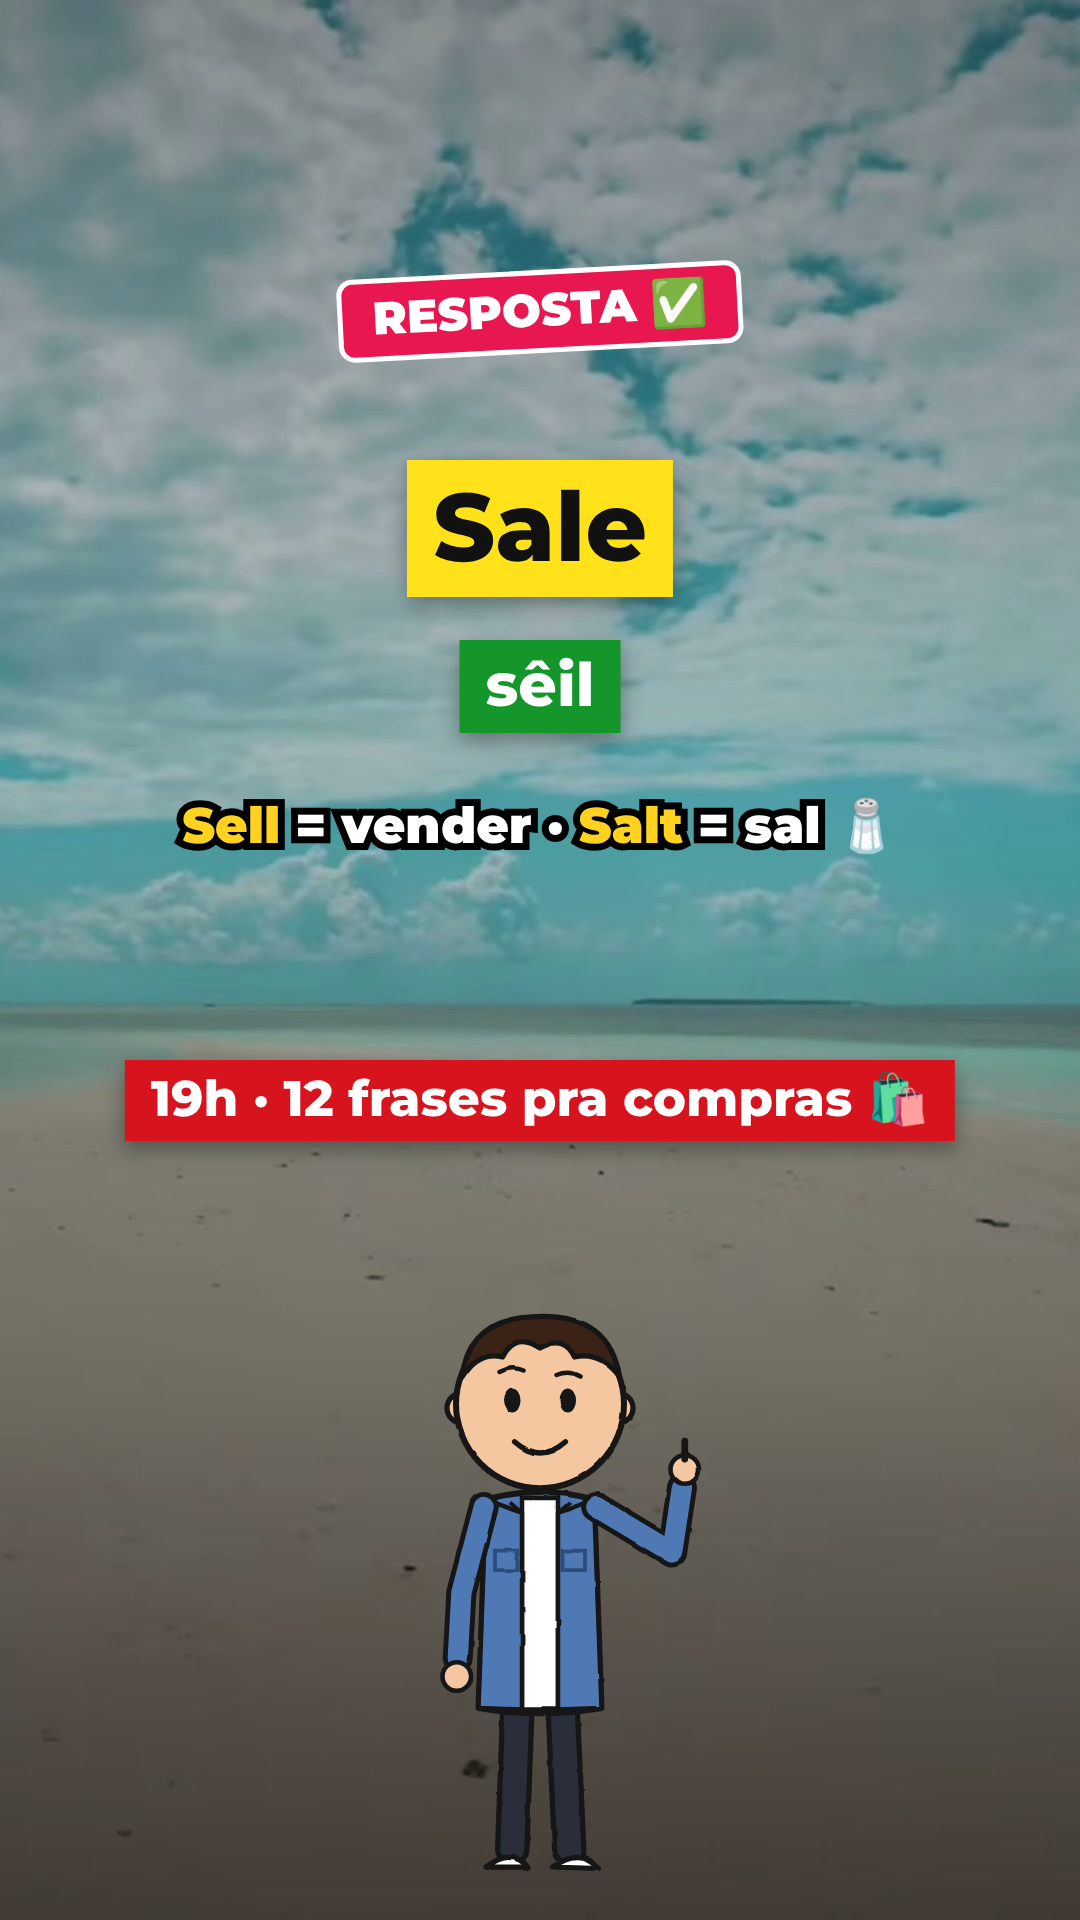 RESPOSTA ✅
Sale
sêil
Sell = vender • Salt = sal 🧂
19h • 12 frases pra compras 🛍️